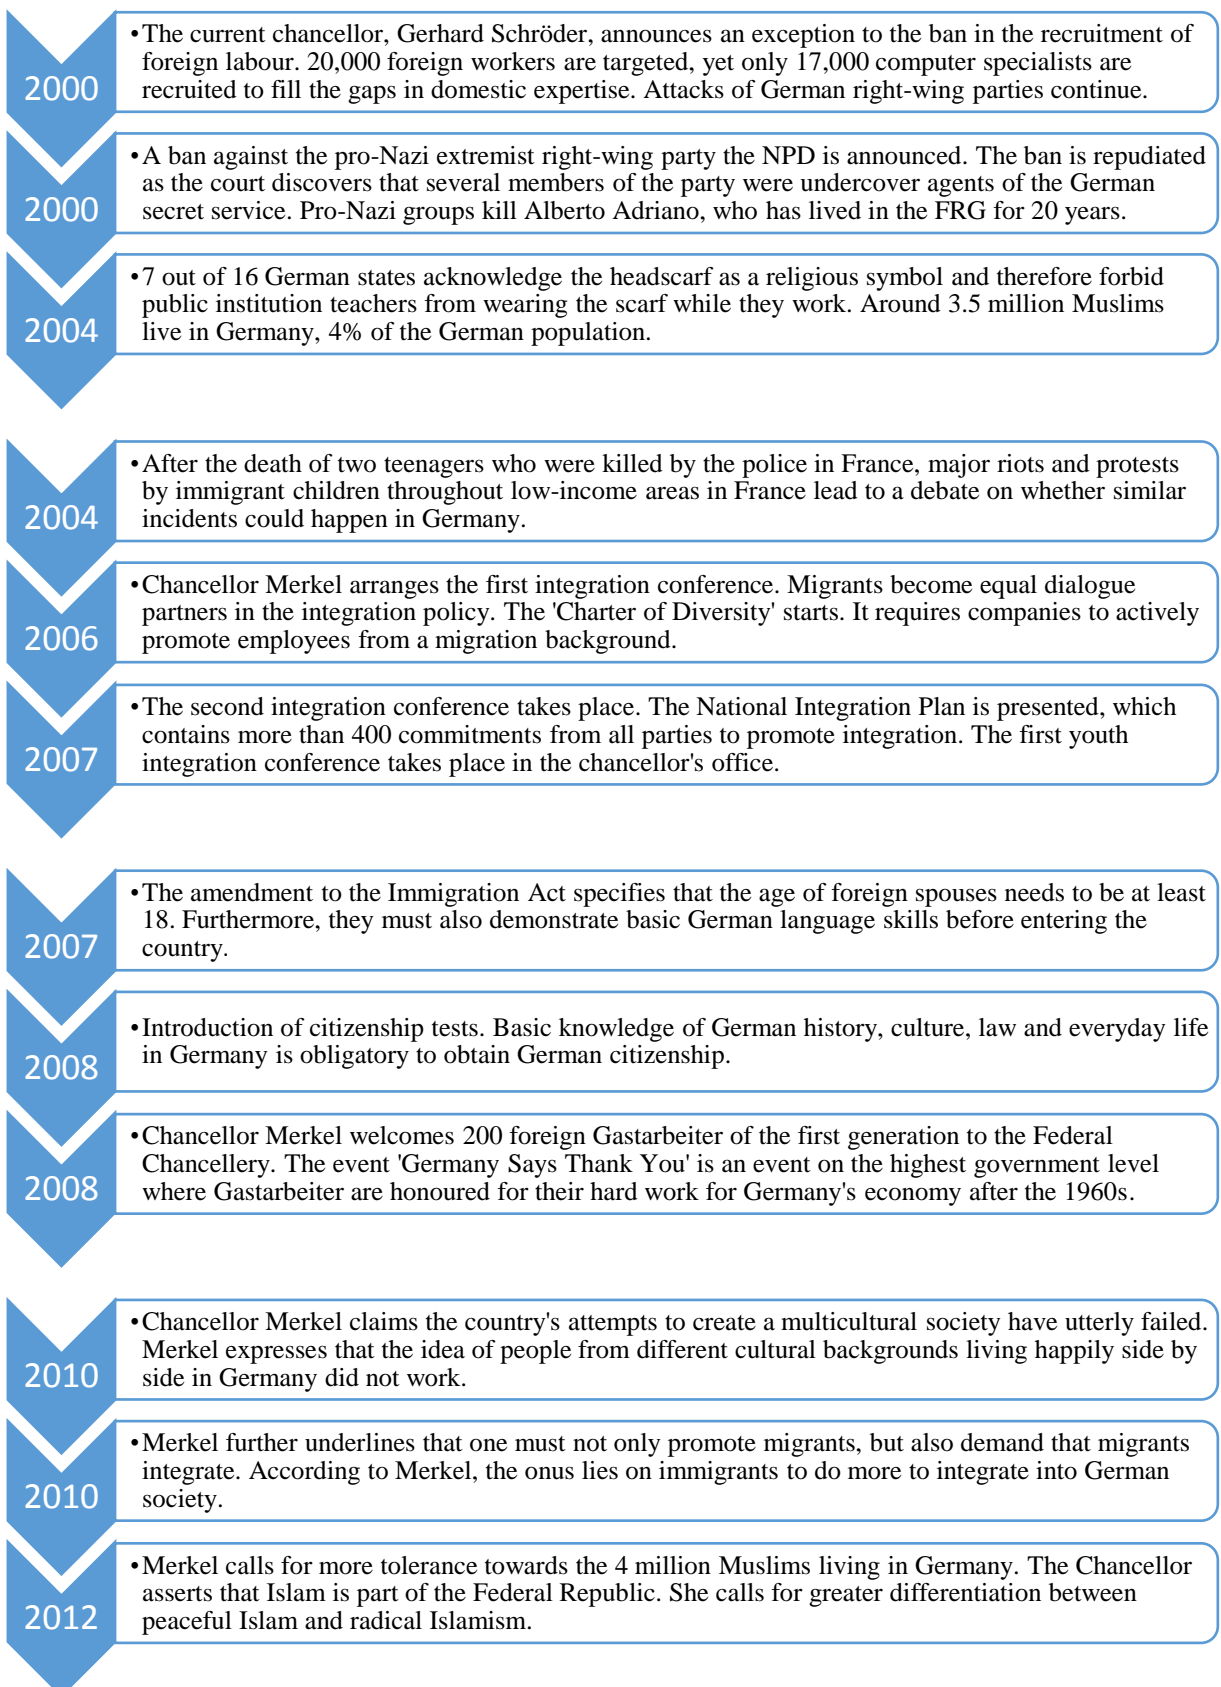 2000
•The current chancellor, Gerhard Schröder, announces an exception to the ban in the recruitment of
foreign labour. 20,000 foreign workers are targeted, yet only 17,000 computer specialists are
recruited to fill the gaps in domestic expertise. Attacks of German right-wing parties continue.
2000
•A ban against the pro-Nazi extremist right-wing party the NPD is announced. The ban is repudiated
as the court discovers that several members of the party were undercover agents of the German
secret service. Pro-Nazi groups kill Alberto Adriano, who has lived in the FRG for 20 years.
2004
•7 out of 16 German states acknowledge the headscarf as a religious symbol and therefore forbid
public institution teachers from wearing the scarf while they work. Around 3.5 million Muslims
live in Germany, 4% of the German population.
2004
•After the death of two teenagers who were killed by the police in France, major riots and protests
by immigrant children throughout low-income areas in France lead to a debate on whether similar
incidents could happen in Germany.
2006
•Chancellor Merkel arranges the first integration conference. Migrants become equal dialogue
partners in the integration policy. The 'Charter of Diversity' starts. It requires companies to actively
promote employees from a migration background.
2007
•The second integration conference takes place. The National Integration Plan is presented, which
contains more than 400 commitments from all parties to promote integration. The first youth
integration conference takes place in the chancellor's office.
2007
•The amendment to the Immigration Act specifies that the age of foreign spouses needs to be at least
18. Furthermore, they must also demonstrate basic German language skills before entering the
country.
2008
•Introduction of citizenship tests. Basic knowledge of German history, culture, law and everyday life
in Germany is obligatory to obtain German citizenship.
2008
•Chancellor Merkel welcomes 200 foreign Gastarbeiter of the first generation to the Federal
Chancellery. The event 'Germany Says Thank You' is an event on the highest government level
where Gastarbeiter are honoured for their hard work for Germany's economy after the 1960s.
2010
•Chancellor Merkel claims the country's attempts to create a multicultural society have utterly failed.
Merkel expresses that the idea of people from different cultural backgrounds living happily side by
side in Germany did not work.
2010
•Merkel further underlines that one must not only promote migrants, but also demand that migrants
integrate. According to Merkel, the onus lies on immigrants to do more to integrate into German
society.
2012
•Merkel calls for more tolerance towards the 4 million Muslims living in Germany. The Chancellor
asserts that Islam is part of the Federal Republic. She calls for greater differentiation between
peaceful Islam and radical Islamism.